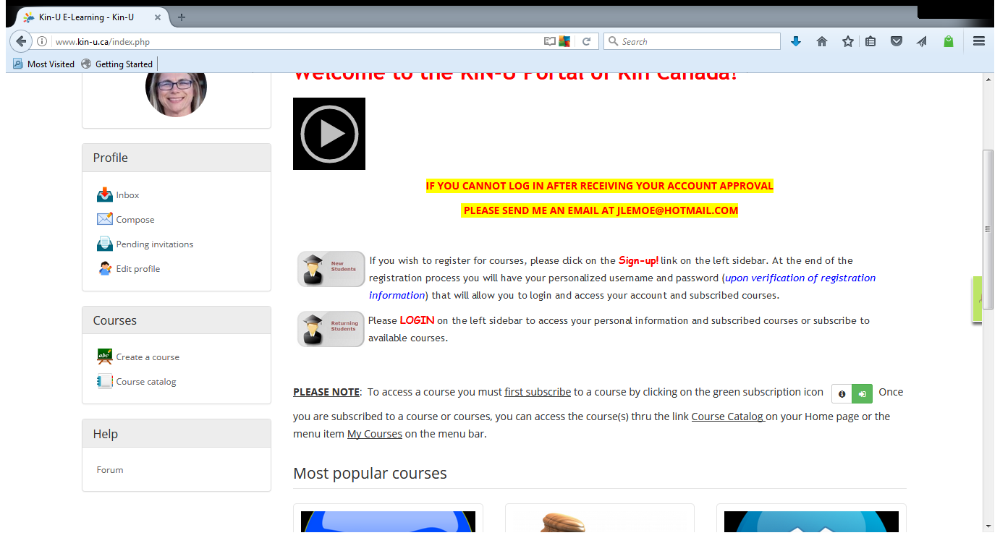 Kin-U E-Learning - Kin-U
www.kin-u.ca/index.php
Search
Most Visited
Getting Started
Welcome to the KIN-U Portal of Kin Canada!
Profile
Inbox
Compose
Pending invitations
Edit profile
Courses
abc
Create a course
Course catalog
Help
Forum
IF YOU CANNOT LOG IN AFTER RECEIVING YOUR ACCOUNT APPROVAL
PLEASE SEND ME AN EMAIL AT JLEMOE@HOTMAIL.COM
New
Students
If you wish to register for courses, please click on the Sign-up! link on the left sidebar. At the end of the
registration process you will have your personalized username and password (upon verification of registration
information) that will allow you to login and access your account and subscribed courses.
Returning
Students
Please LOGIN on the left sidebar to access your personal information and subscribed courses or subscribe to
available courses.
PLEASE NOTE: To access a course you must first subscribe to a course by clicking on the green subscription icon Once
you are subscribed to a course or courses, you can access the course(s) thru the link Course Catalog on your Home page or the
menu item My Courses on the menu bar.
Most popular courses